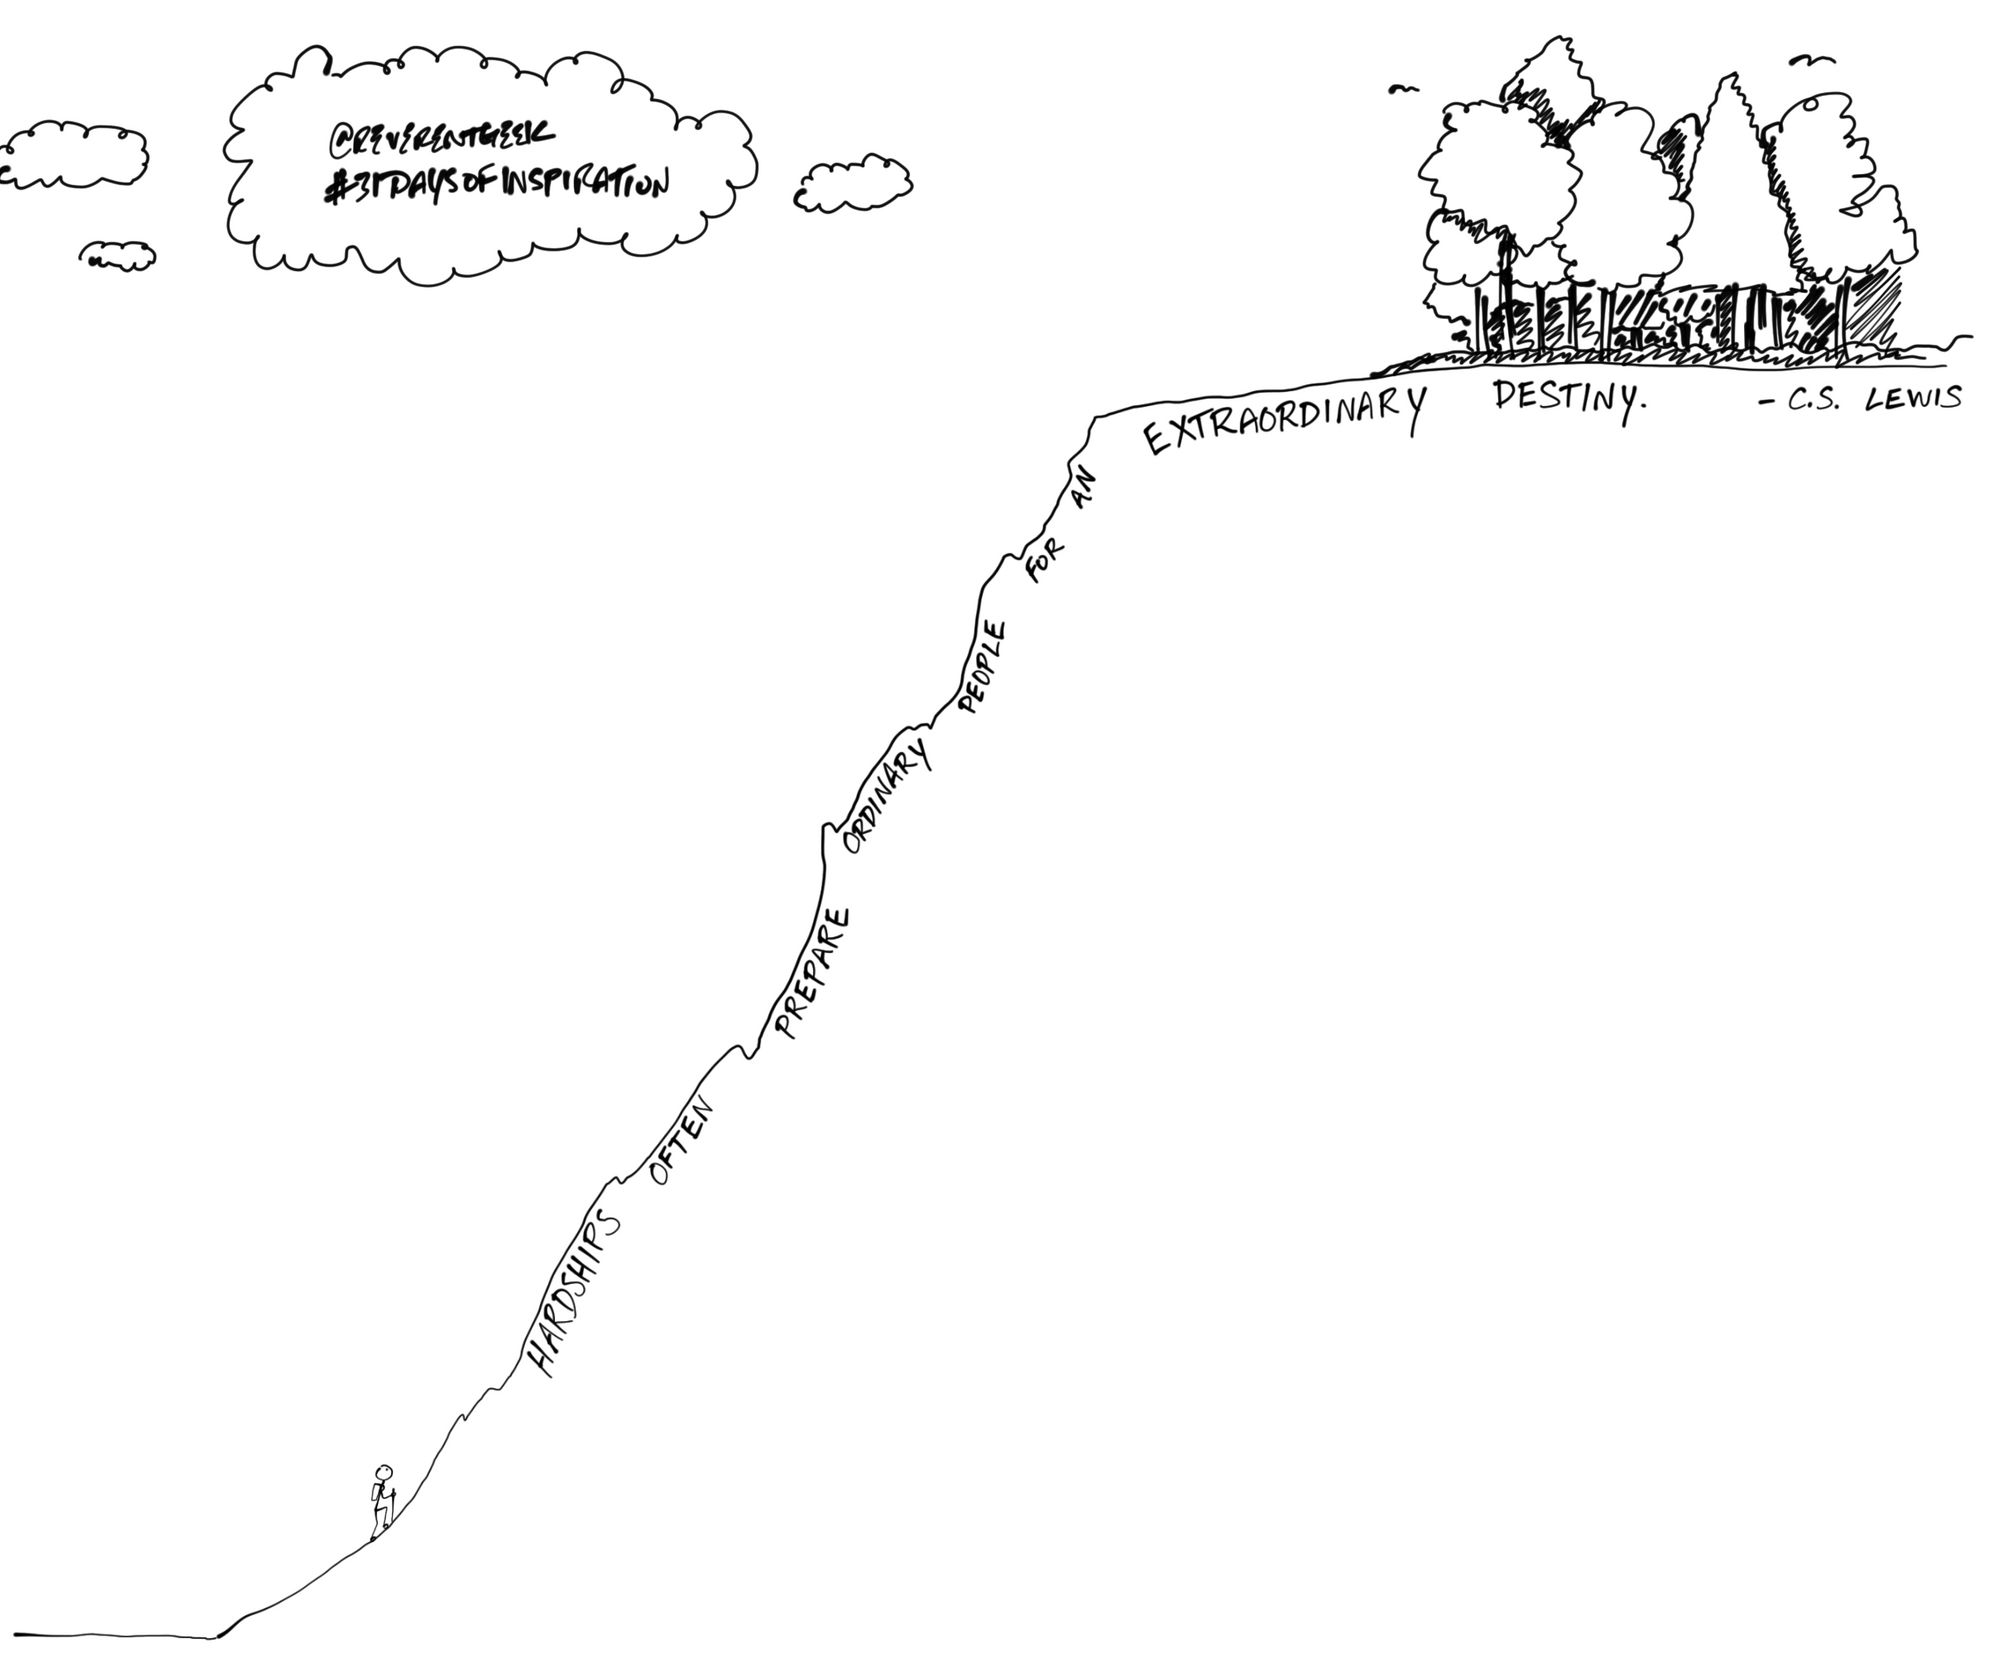 @REVERENTGEEK
#31DAYSOFINSPIRATION
HARDSHIPS OFTEN PREPARE ORDINARY PEOPLE FOR AN EXTRAORDINARY DESTINY. - C.S. LEWIS